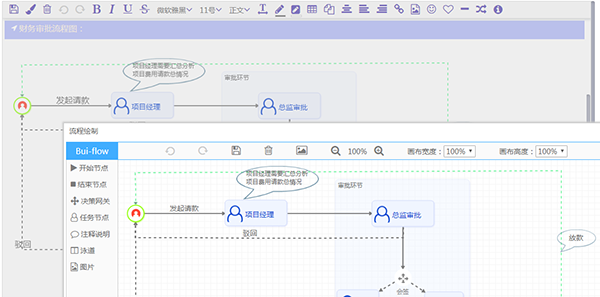 微软雅黑 11号 正文
财务审批流程图：
项目经理需要汇总分析
项目费用请款总情况
审批环节
发起请款
项目经理
总监审批
驳回
流程绘制
Bui-flow
100%
画布宽度： 100%
画布高度： 100%
开始节点
结束节点
决策网关
任务节点
注释说明
泳道
图片
项目经理需要汇总分析
项目费用请款总情况
审批环节
发起请款
项目经理
总监审批
驳回
放款
会签